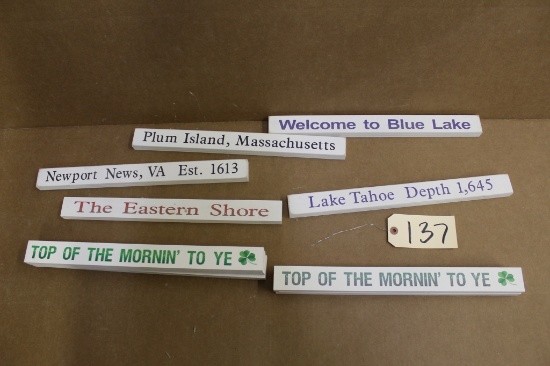 Welcome to Blue Lake
Plum Island, Massachusetts
Newport News, VA Est. 1613
Lake Tahoe Depth 1,645
The Eastern Shore
137
TOP OF THE MORNIN' TO YE
TOP OF THE MORNIN' TO YE